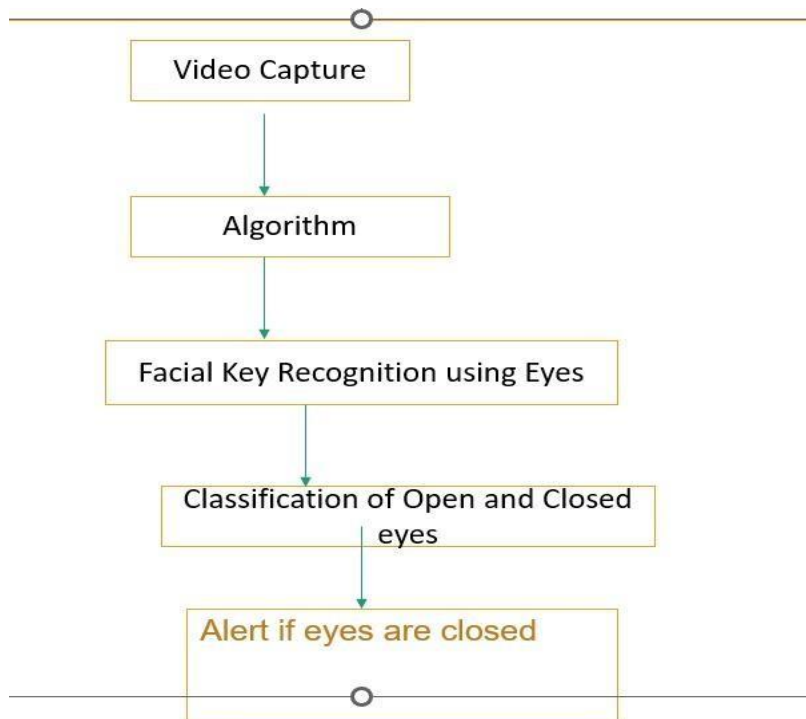 Video Capture
Algorithm
Facial Key Recognition using Eyes
Classification of Open and Closed
eyes
Alert if eyes are closed